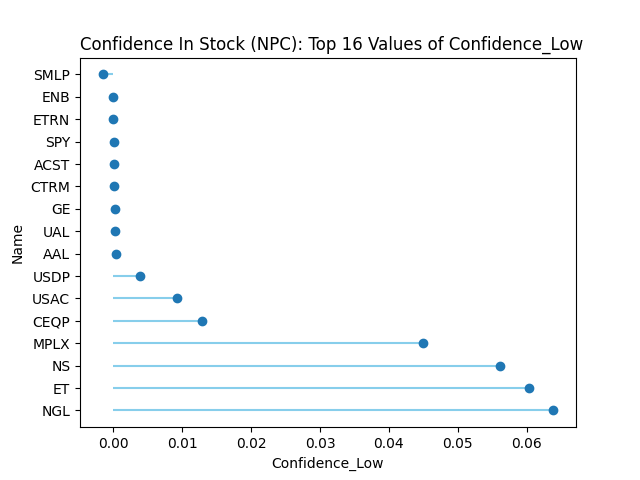 Confidence In Stock (NPC): Top 16 Values of Confidence_Low
SMLP
ENB
ETRN
SPY
ACST
CTRM
GE
UAL
AAL
USDP
USAC
CEQP
MPLX
NS
ET
NGL
Name
0.00 0.01 0.02 0.03 0.04 0.05 0.06
Confidence_Low